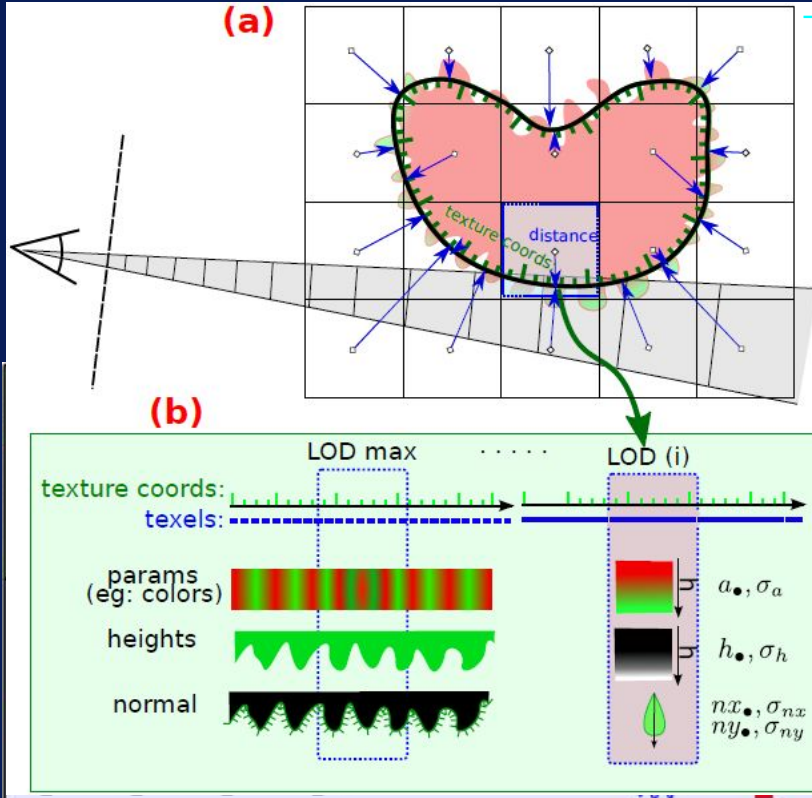 (a)
texture coords
distance
(b)
LOD max
. . . . .
LOD (i)
texture coords:
texels:
params
(eg: colors)
h
a●, σa
heights
h
h●, σh
normal
nx●, σnx
ny●, σny